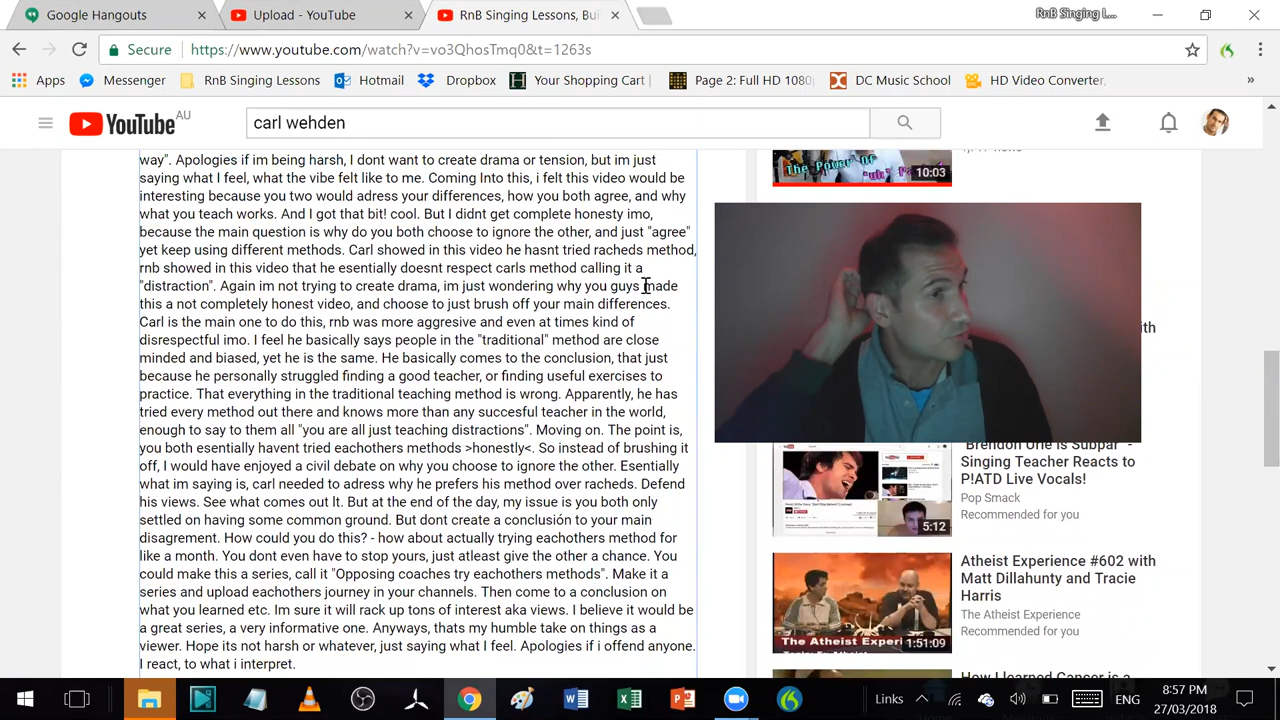 Google Hangouts
Upload - YouTube
RnB Singing Lessons, Bui
RnB Singing L...
Secure
https://www.youtube.com/watch?v=vo3QhosTmq0&t=1263s
Apps
Messenger
RnB Singing Lessons
Hotmail
Dropbox
Your Shopping Cart |
Page 2: Full HD 1080p
DC Music School
HD Video Converter,
»
YouTube AU
carl wehden
way". Apologies if im being harsh, I dont want to create drama or tension, but im just
saying how i feel, what the vibe felt like to me. Coming Into this, i felt this video would be
interesting because you two would adress your differences, how you both agree, and why
what you teach works. And I got that bit! cool. But I didnt get complete honesty imo,
because the main question is why do you both choose to ignore the other, and just "agree"
yet keep using different methods. Carl showed in this video he hasnt tried racheds method,
rnb showed in this video that he esentially doesnt respect carls method calling it a
"distraction". Again im not trying to create drama, im just wondering why you guys made
this a not completely honest video, and choose to just brush off your main differences.
Carl is the main one to do this, rnb was more aggresive and even at times kind of
disrespectful imo. I feel he basically says people in the "traditional" method are close
minded and biased, yet he is the same. He basically comes to the conclusion, that just
because he personally struggled finding a good teacher, or finding useful exercises to
practice. That everything in the traditional teaching method is wrong. Apparently, he has
tried every method out there and knows more than any succesful teacher in the world,
enough to say to them all "you are all just teaching distractions". Moving on. The point is,
you both esentially havent tried eachothers methods >honesty<. So instead of brushing it
off, I would have enjoyed a civil debate on why you choose to ignore the other. Essentially
what im saying is, carl needed to adress why he prefers his method over racheds. Defend
his views. See what comes out It. But at the end of the day, my issue is you both only
settled on having some common ground. But dont create a conclusion to your main
disagrement. How could you do this? - how about actually trying eachothers method for
like a month. You dont even have to stop yours, just atleast give the other a chance. You
could make this a series, call it "Opposing coaches try eachothers methods". Make it a
series and upload eachothers journey in your channels. Then come to a conclusion on
what you learned etc. Im sure it will rack up tons of interest aka views. I believe it would be
a great series, a very informative one. Anyways, thats my humble take on things as a
viewer, Hope its not harsh or whatever, just saying what I feel. Apologies if i offend anyone.
I react, to what i interpret.
The Power Of
10:03
"Brendon Urie Is Subpar" -
Singing Teacher Reacts to
P!ATD Live Vocals!
Pop Smack
Recommended for you
5:12
Atheist Experience #602 with
Matt Dillahunty and Tracie
Harris
The Atheist Experience
Recommended for you
1:51:09
How I learned Cancer is a
Links
ENG
8:57 PM
27/03/2018